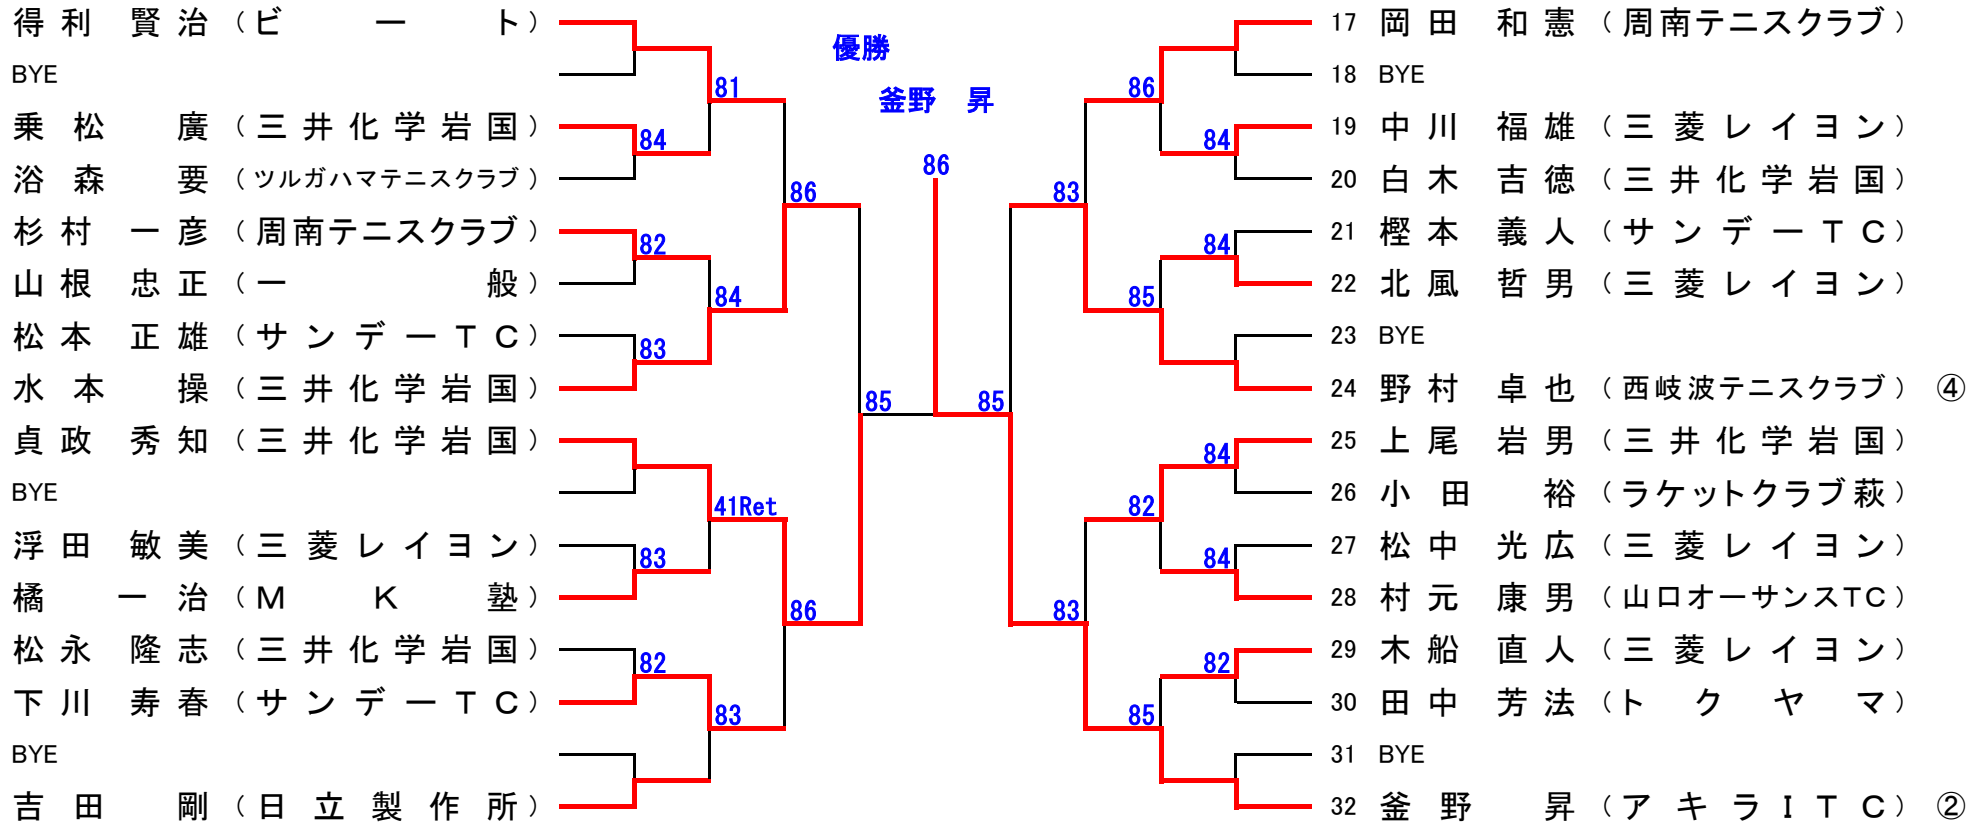 得利 賢治 （ビート）
BYE
乗松 廣 （三井化学岩国）
浴森 要 （ツルガハマテニスクラブ）
杉村 一彦 （周南テニスクラブ）
山根 忠正 （一般）
松本 正雄 （サンデーＴＣ）
水本 操 （三井化学岩国）
貞政 秀知 （三井化学岩国）
BYE
浮田 敏美 （三菱レイヨン）
橘 一治 （ＭＫ塾）
松永 隆志 （三井化学岩国）
下川 寿春 （サンデーＴＣ）
BYE
吉田 剛 （日立製作所）
84
82
83
83
82
81
84
41Ret
83
86
86
85
優勝
釜野 昇
86
85
83
83
86
85
82
85
84
84
84
84
82
17 岡田 和憲 （周南テニスクラブ）
18 BYE
19 中川 福雄 （三菱レイヨン）
20 白木 吉徳 （三井化学岩国）
21 樫本 義人 （サンデーＴＣ）
22 北風 哲男 （三菱レイヨン）
23 BYE
24 野村 卓也 （西岐波テニスクラブ） ④
25 上尾 岩男 （三井化学岩国）
26 小田 裕 （ラケットクラブ萩）
27 松中 光広 （三菱レイヨン）
28 村元 康男 （山口オーサンスTC）
29 木船 直人 （三菱レイヨン）
30 田中 芳法 （トクヤマ）
31 BYE
32 釜野 昇 （アキラＩＴＣ） ②